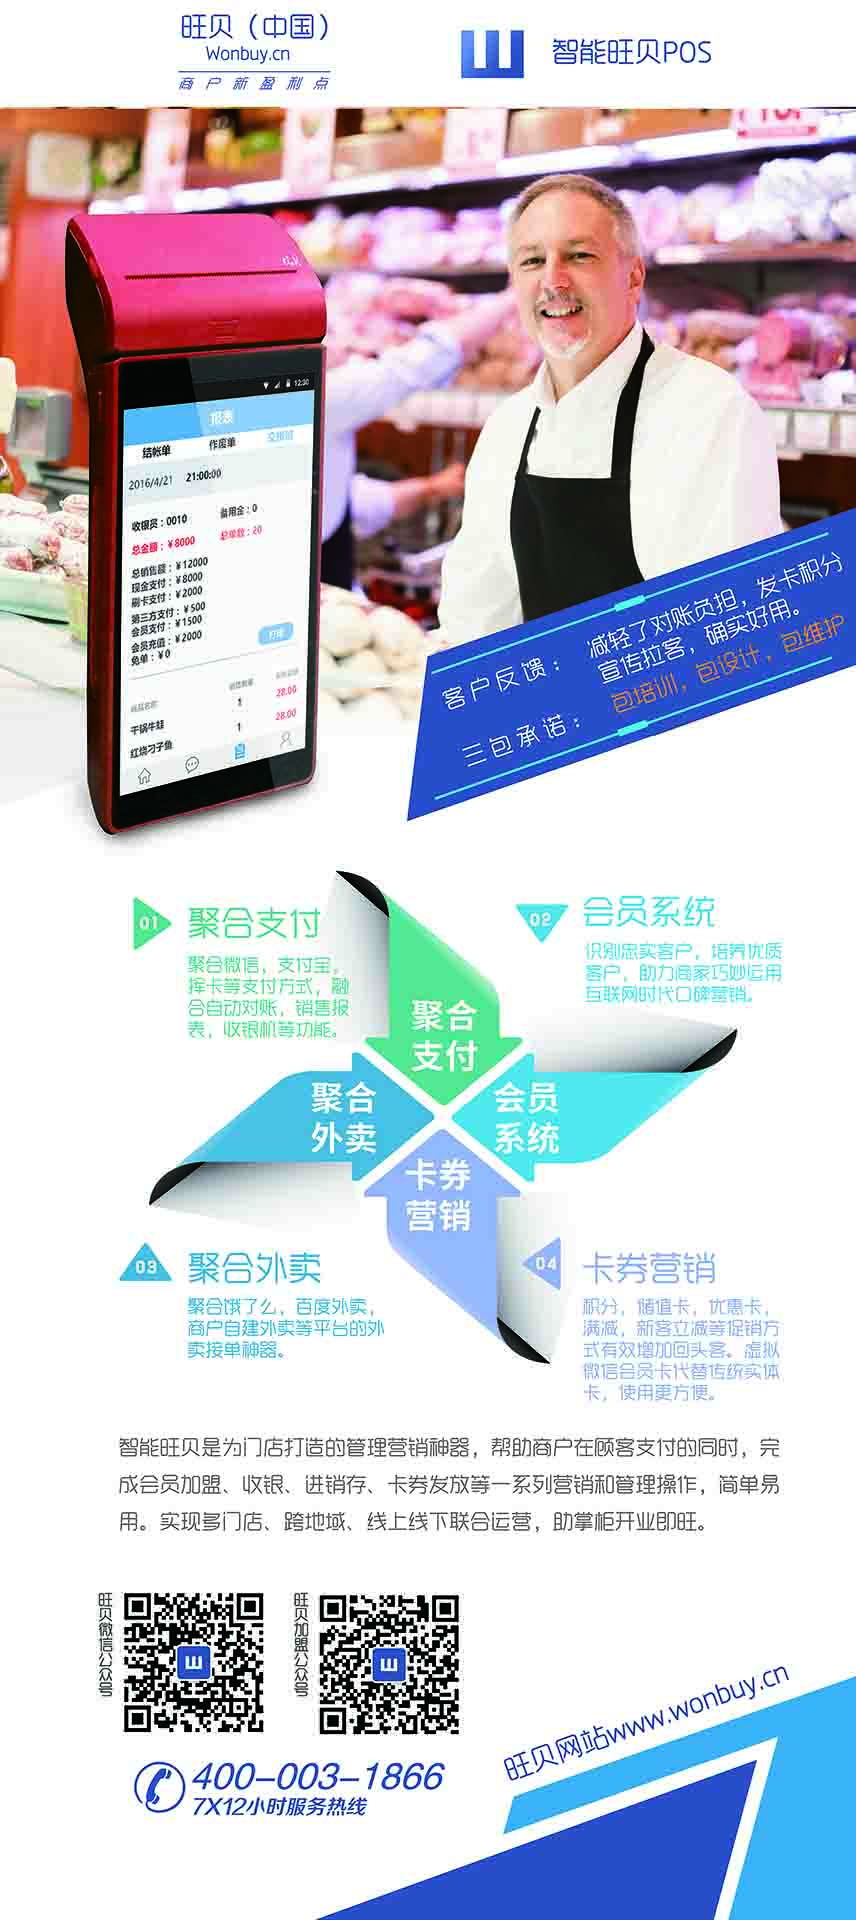 旺贝（中国）
Wonbuy.cn
商户新盈利点
智能旺贝POS
12:30
报表
结帐单 作废单 交接班
2016/4/21 21:00:00
收银员：0010 备用金：0
总金额：￥8000 总单数：20
总销售额：￥12000
现金支付：￥8000
刷卡支付：￥2000
第三方支付：￥500
会员支付：￥1500
会员充值：￥2000
免单：￥0
打印
商品名称 销售数量
干锅牛蛙 1 28.00
红烧刁子鱼 1 28.00
客户反馈：减轻了对账负担，发卡积分
宣传拉客，确实好用。
三包承诺：包培训，包设计，包维护
01 聚合支付
聚合微信，支付宝，
挥卡等支付方式，融
合自动对账，销售报
表，收银机等功能。
02 会员系统
识别忠实客户，培养优质
客户，助力商家巧妙运用
互联网时代口碑营销。
聚合
支付
聚合
外卖
会员
系统
卡券
营销
03 聚合外卖
聚合饿了么，百度外卖，
商户自建外卖等平台的外
卖接单神器。
04 卡券营销
积分，储值卡，优惠卡，
满减，新客立减等促销方
式有效增加回头客。虚拟
微信会员卡代替传统实体
卡，使用更方便。
智能旺贝是为门店打造的管理营销神器，帮助商户在顾客支付的同时，完
成会员加盟、收银、进销存、卡券发放等一系列营销和管理操作，简单易
用。实现多门店、跨地域、线上线下联合运营，助掌柜开业即旺。
旺贝微信公众号
旺贝加盟公众号
400-003-1866
7X12小时服务热线
旺贝网站www.wonbuy.cn